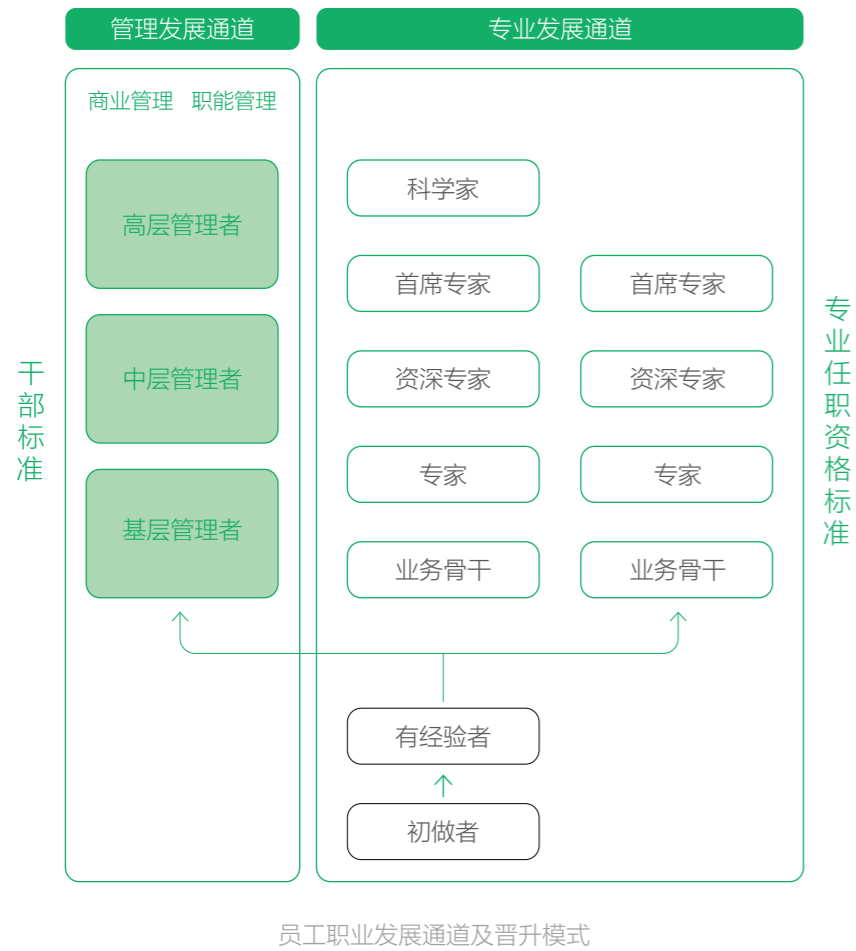 管理发展通道
专业发展通道
商业管理 职能管理
高层管理者
中层管理者
基层管理者
干部标准
科学家
首席专家 首席专家
资深专家 资深专家
专家 专家
业务骨干 业务骨干
有经验者
初做者
专业任职资格标准
员工职业发展通道及晋升模式